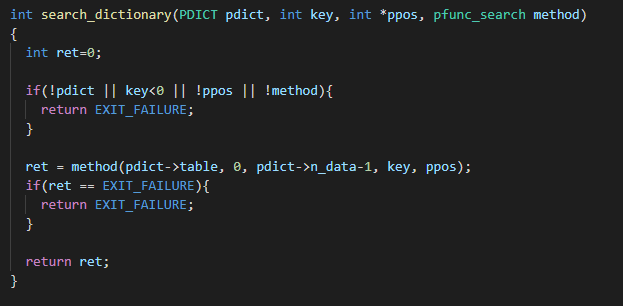 int search_dictionary(PDICT pdict, int key, int *ppos, pfunc_search method)
{
int ret=0;
if(!pdict || key<0 || !ppos || !method){
return EXIT_FAILURE;
}
ret = method(pdict->table, 0, pdict->n_data-1, key, ppos);
if(ret == EXIT_FAILURE){
return EXIT_FAILURE;
}
return ret;
}